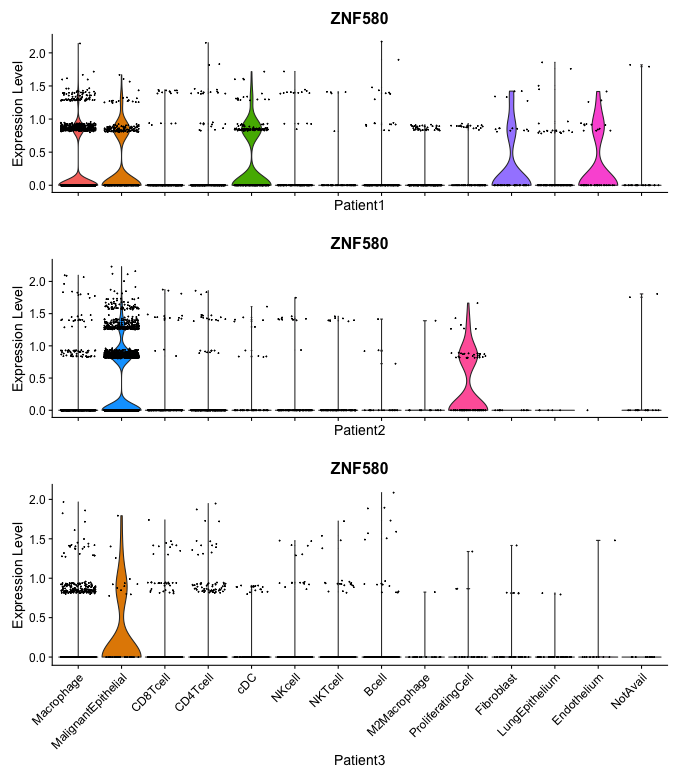 ZNF580
Expression Level
2.0
1.5
1.0
0.5
0.0
Patient1
ZNF580
Expression Level
2.0
1.5
1.0
0.5
0.0
Patient2
ZNF580
Expression Level
2.0
1.5
1.0
0.5
0.0
Macrophage
MalignantEpithelial
CD8Tcell
CD4Tcell
cDC
NKcell
NKTcell
Bcell
M2Macrophage
ProliferatingCell
Fibroblast
LungEpithelium
Endothelium
NotAvail
Patient3